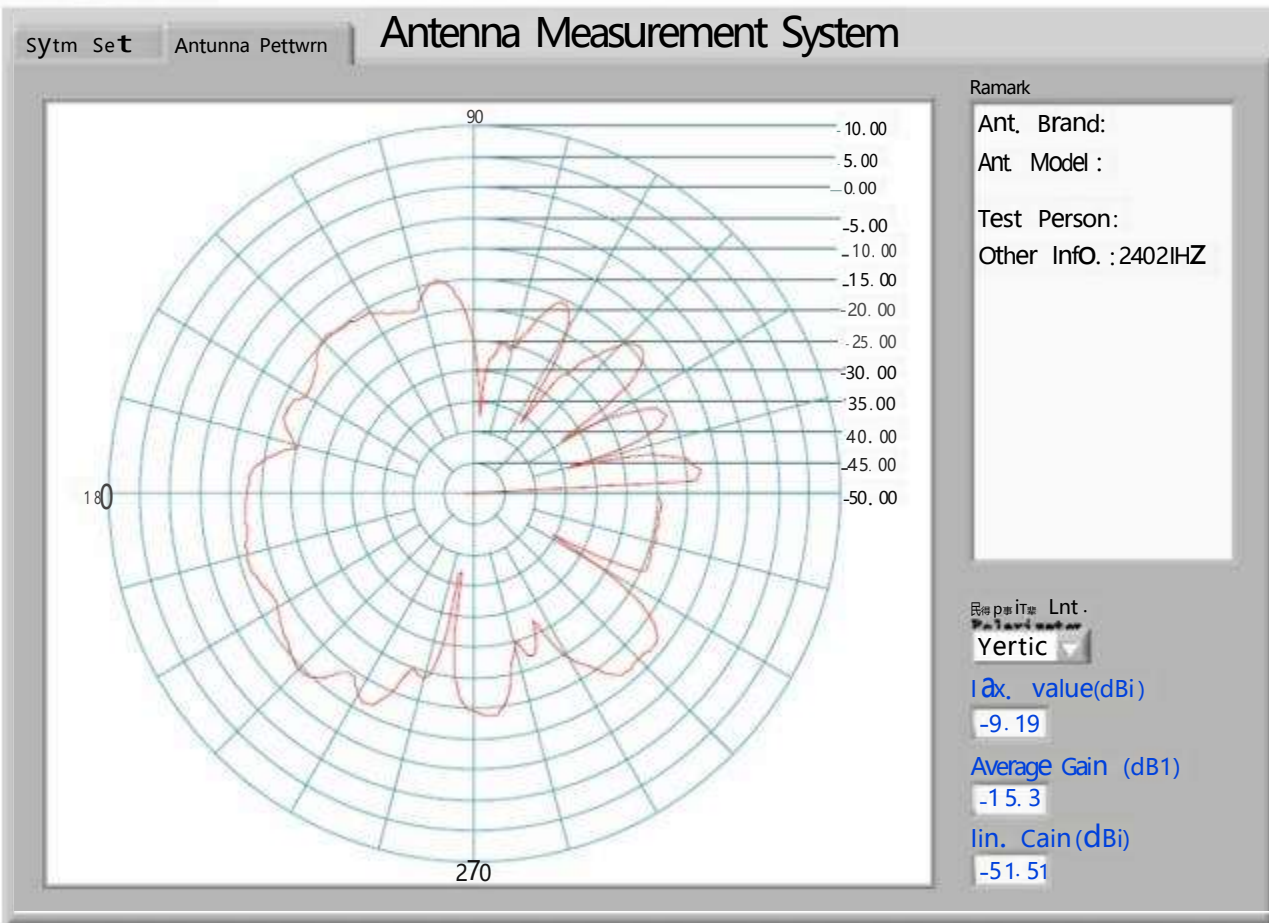 Sytm Set
Antunna Pettwrn
Antenna Measurement System
90
-10.00
5.00
-0.00
-5.00
-10.00
-15.00
-20.00
-25.00
-30.00
35.00
40.00
-45.00
-50.00
180
270
Ramark
Ant. Brand:
Ant Model :
Test Person:
Other Info. : 2402IHZ
Lnt.
Yertic
Iax. value(dBi)
-9.19
Average Gain (dB1)
-15.3
Iin. Cain(dBi)
-51.51